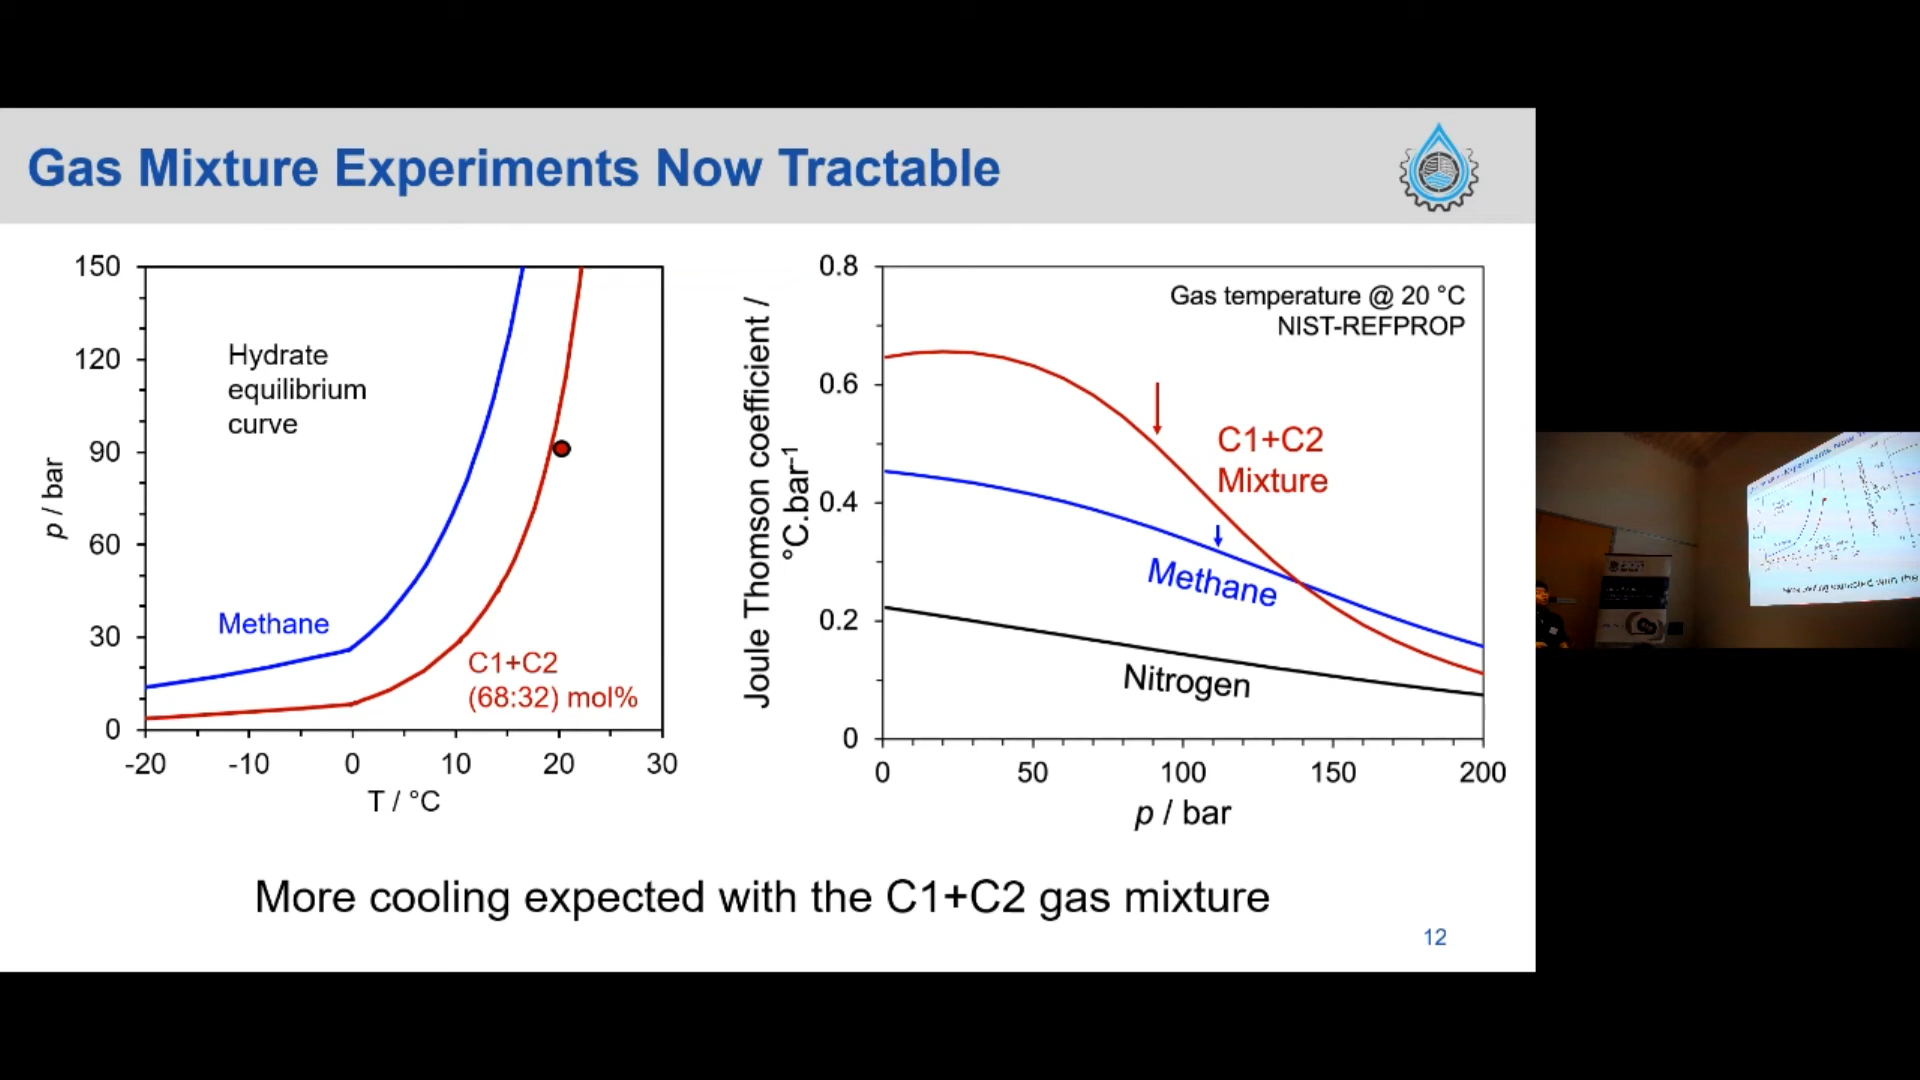 Gas Mixture Experiments Now Tractable
150
120
90
60
30
0
-20
-10
0
10
20
30
p / bar
T / °C
Hydrate
equilibrium
curve
Methane
C1+C2
(68:32) mol%
0.8
0.6
0.4
0.2
0
0
50
100
150
200
Joule Thomson coefficient /
°C.bar⁻¹
p / bar
Gas temperature @ 20 °C
NIST-REFPROP
C1+C2
Mixture
Methane
Nitrogen
More cooling expected with the C1+C2 gas mixture
12